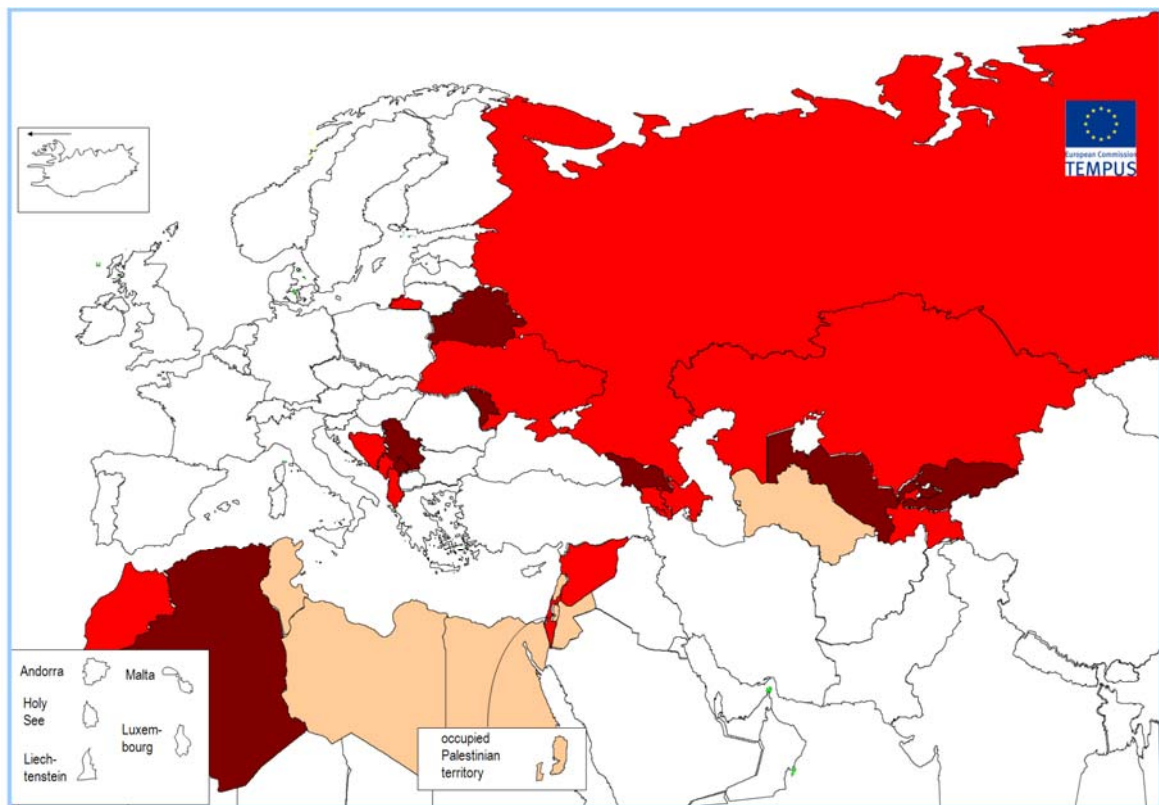 European Commission
TEMPUS
Andorra
Malta
Holy
See
Luxem-
bourg
Liech-
tenstein
occupied
Palestinian
territory